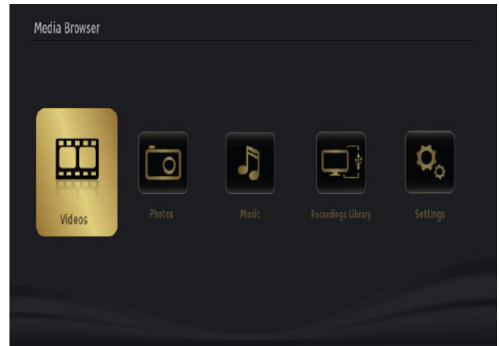 Media Browser
Videos
Photos
Music
Recordings Library
Settings